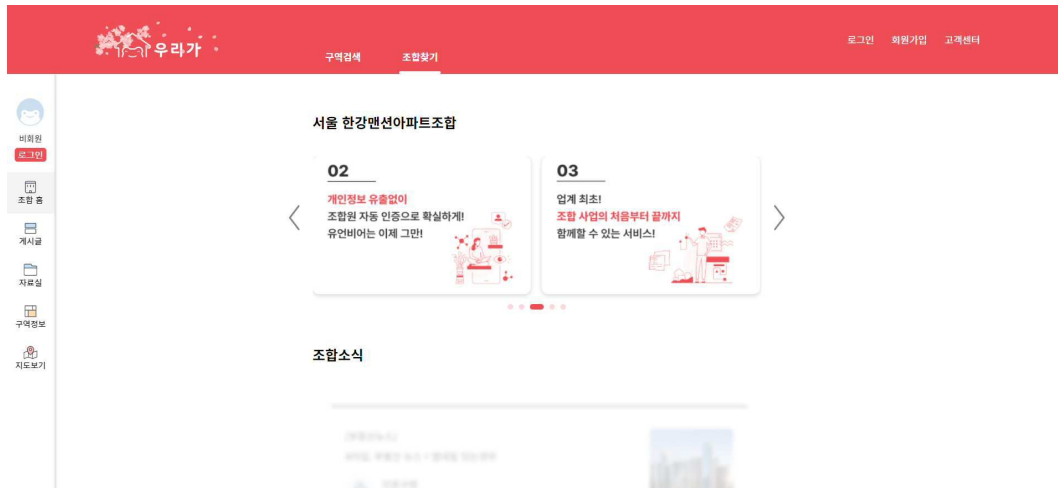 우리가
구역검색
조합찾기
로그인
회원가입
고객센터
비회원
로그인
조합 홈
게시글
자료실
구역정보
지도보기
서울 한강맨션아파트조합
02
개인정보 유출없이
조합원 자동 인증으로 확실하게!
유언비어는 이제 그만!
03
업계 최초!
조합 사업의 처음부터 끝까지
함께할 수 있는 서비스!
조합소식